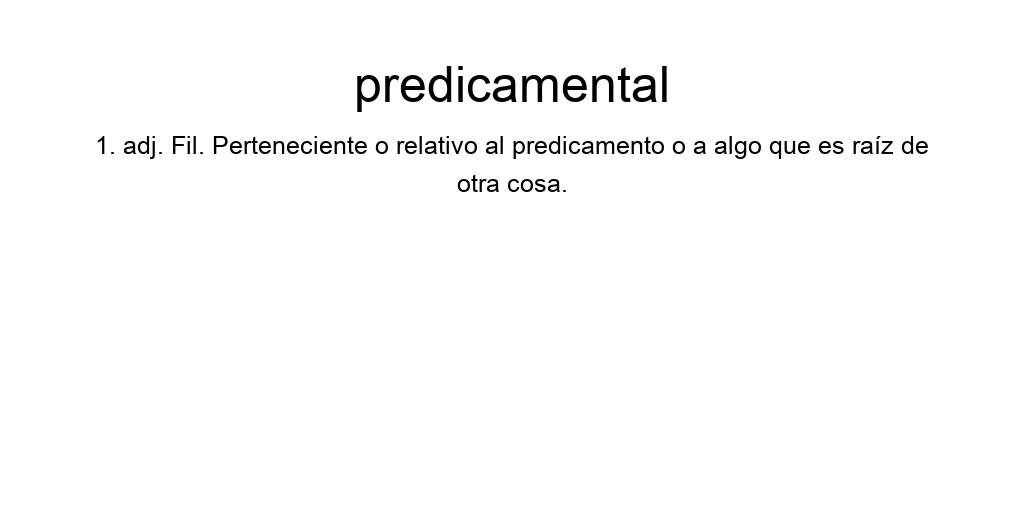 predicamental
1. adj. Fil. Perteneciente o relativo al predicamento o a algo que es raíz de
otra cosa.